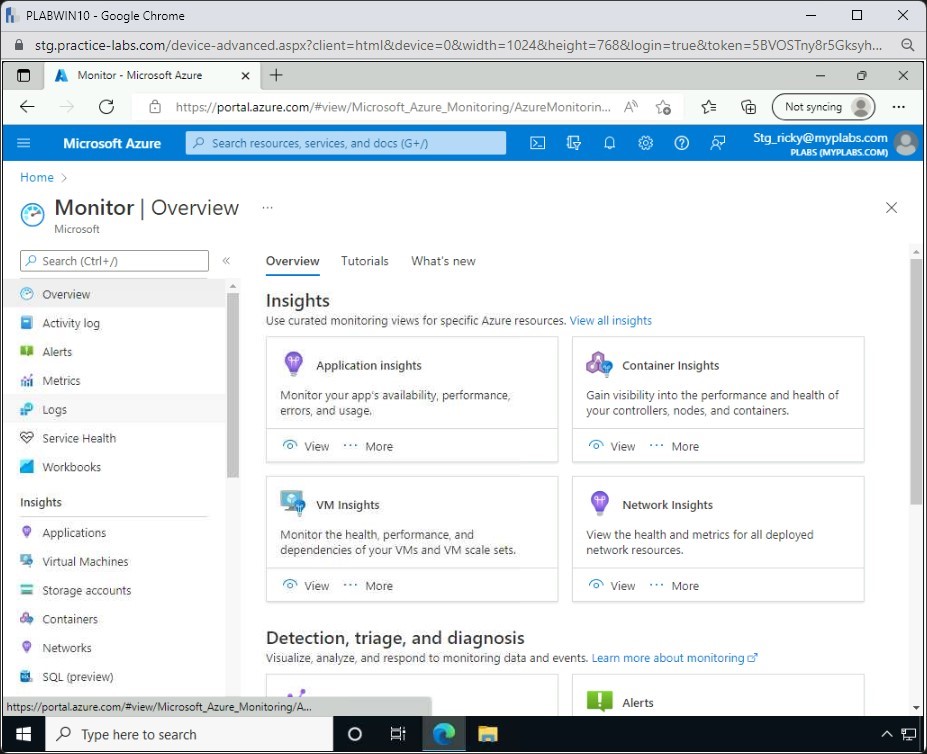 PLABWIN10 - Google Chrome
stg.practice-labs.com/device-advanced.aspx?client=html&device=0&width=1024&height=768&login=true&token=5BVOSTny8r5Gksyh...
Monitor - Microsoft Azure
https://portal.azure.com/#view/Microsoft_Azure_Monitoring/AzureMonitorin...
Not syncing
Microsoft Azure
Search resources, services, and docs (G+/)
Stg_ricky@myplabs.com
PLABS (MYPLABS.COM)
Home
Monitor | Overview
Microsoft
Search (Ctrl+/)
Overview
Activity log
Alerts
Metrics
Logs
Service Health
Workbooks
Insights
Applications
Virtual Machines
Storage accounts
Containers
Networks
SQL (preview)
Overview Tutorials What's new
Insights
Use curated monitoring views for specific Azure resources. View all insights
Application insights
Monitor your app's availability, performance,
errors, and usage.
View ··· More
Container Insights
Gain visibility into the performance and health of
your controllers, nodes, and containers.
View ··· More
VM Insights
Monitor the health, performance, and
dependencies of your VMs and VM scale sets.
View ··· More
Network Insights
View the health and metrics for all deployed
network resources.
View ··· More
Detection, triage, and diagnosis
Visualize, analyze, and respond to monitoring data and events. Learn more about monitoring
Alerts
https://portal.azure.com/#view/Microsoft_Azure_Monitoring/A...
Type here to search